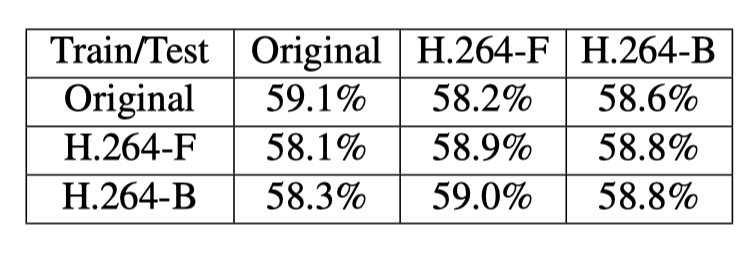 Train/Test Original H.264-F H.264-B
Original 59.1% 58.2% 58.6%
H.264-F 58.1% 58.9% 58.8%
H.264-B 58.3% 59.0% 58.8%